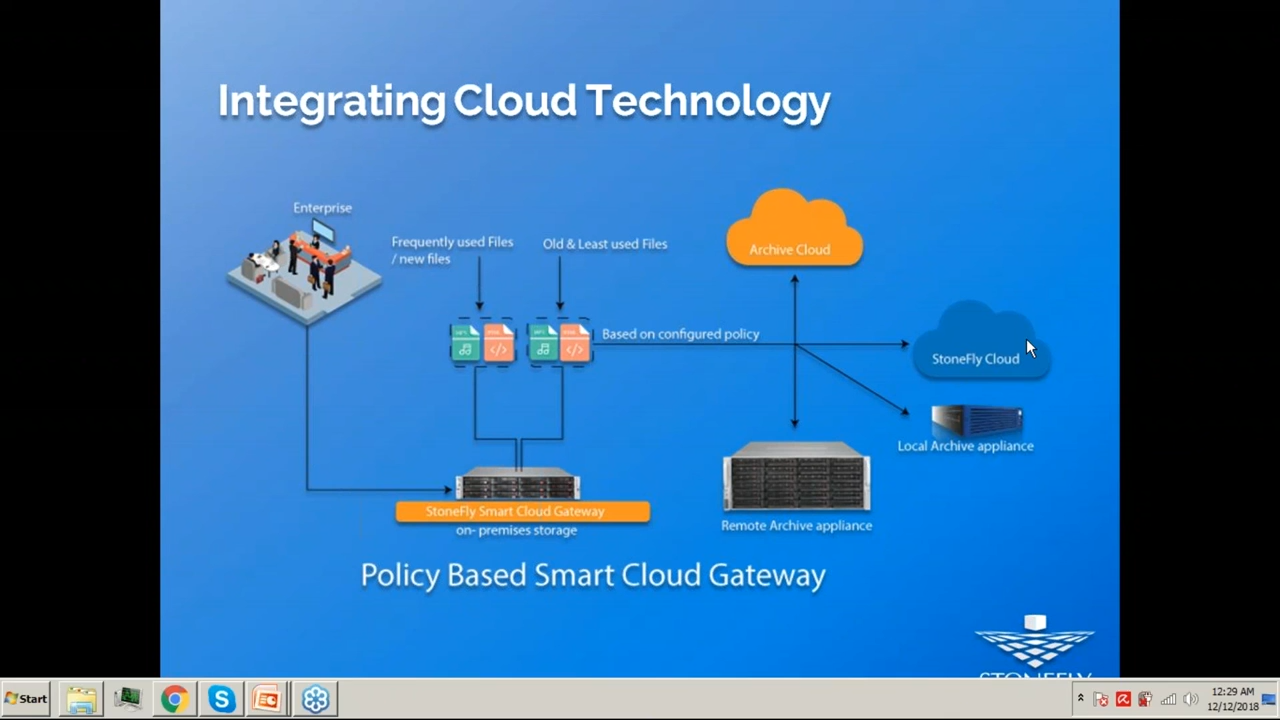 Integrating Cloud Technology
Enterprise
Frequently used Files
/ new files
Old & Least used Files
Archive Cloud
Based on configured policy
StoneFly Cloud
Local Archive appliance
StoneFly Smart Cloud Gateway
on- premises storage
Remote Archive appliance
Policy Based Smart Cloud Gateway
STONEFLY
Start
12:29 AM
12/12/2018